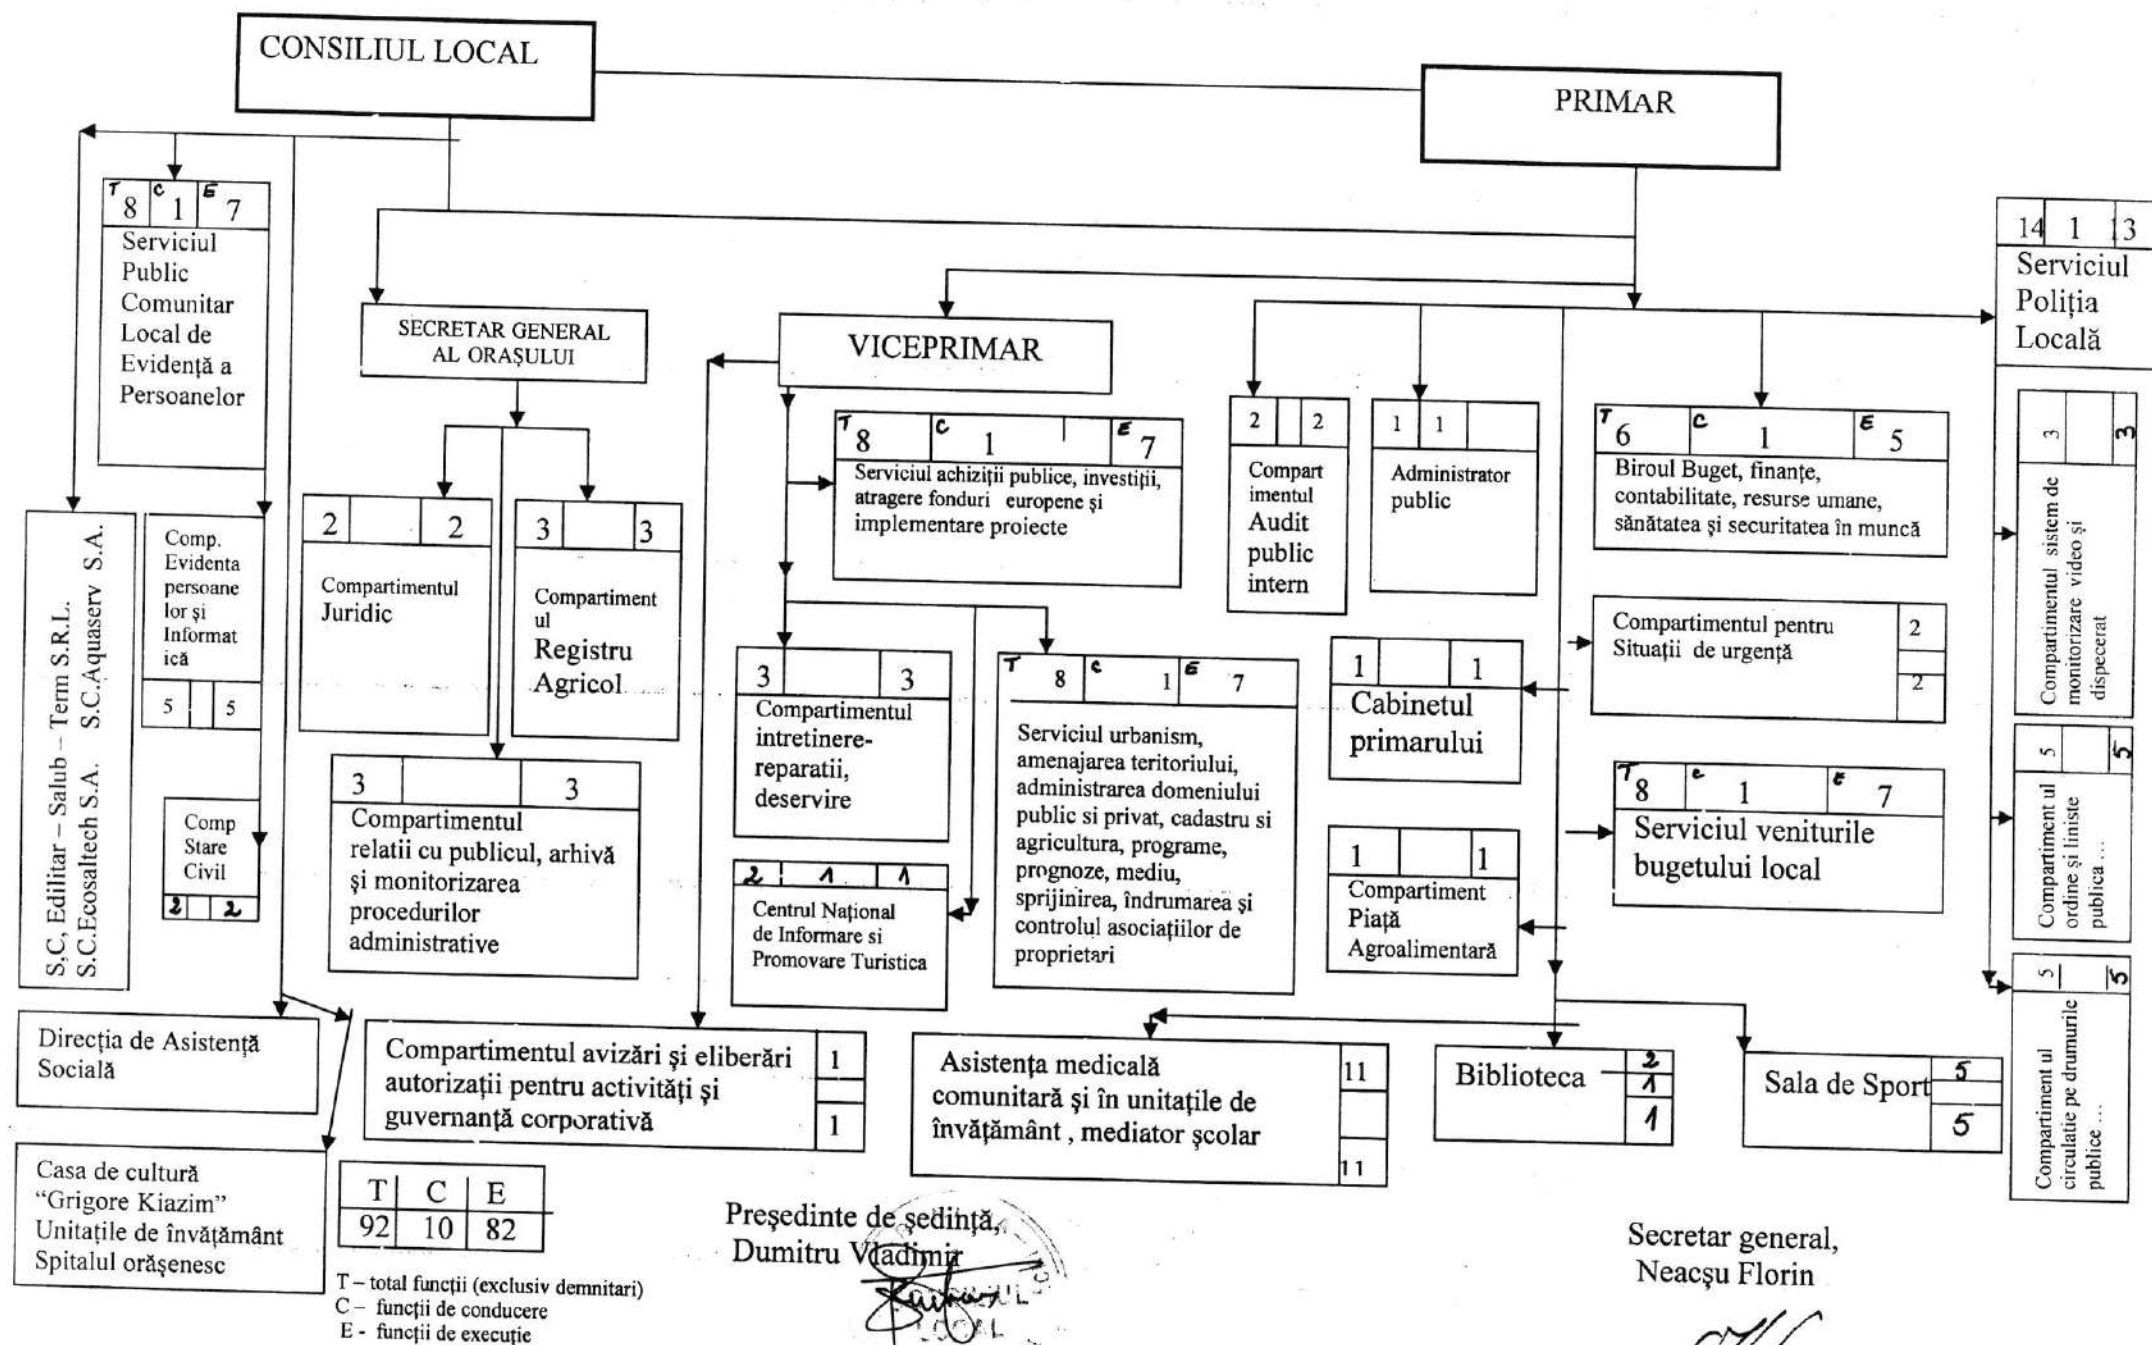 CONSILIUL LOCAL
PRIMAR
T 8 C 1 E 7
Serviciul
Public
Comunitar
Local de
Evidență a
Persoanelor
SECRETAR GENERAL
AL ORAȘULUI
VICEPRIMAR
14 1 13
Serviciul
Poliția
Locală
S,C, Edilitar – Salub – Term S.R.L.
S.C.Ecosaltech S.A. S.C.Aquaserv S.A.
Comp.
Evidenta
persoane
lor și
Informat
ică
5 5
Comp
Stare
Civil
2 2
2 2
Compartimentul
Juridic
3 3
Compartiment
ul
Registru
Agricol
3 3
Compartimentul
relatii cu publicul, arhivă
și monitorizarea
procedurilor
administrative
T 8 C 1 E 7
Serviciul achiziții publice, investiții,
atragere fonduri europene și
implementare proiecte
3 3
Compartimentul
intretinere-
reparatii,
deservire
2 1 1
Centrul Național
de Informare si
Promovare Turistica
T 8 C 1 E 7
Serviciul urbanism,
amenajarea teritoriului,
administrarea domeniului
public si privat, cadastru si
agricultura, programe,
prognoze, mediu,
sprijinirea, îndrumarea și
controlul asociațiilor de
proprietari
2 2
Compart
imentul
Audit
public
intern
1 1
Administrator
public
T 6 C 1 E 5
Biroul Buget, finanțe,
contabilitate, resurse umane,
sănătatea și securitatea în muncă
Compartimentul pentru
Situații de urgență
2
2
1 1
Cabinetul
primarului
T 8 C 1 E 7
Serviciul veniturile
bugetului local
1 1
Compartiment
Piață
Agroalimentară
3 3
Compartimentul sistem de
monitorizare video și
dispecerat
5 5
Compartiment ul
ordine și liniste
publica ...
5 5
Compartiment ul
circulatie pe drumurile
publice ...
Direcția de Asistență
Socială
Compartimentul avizări și eliberări
autorizații pentru activități și
guvernanță corporativă
1
1
Asistența medicală
comunitară și în unitațile de
învățământ , mediator școlar
11
11
Biblioteca
2
1
1
Sala de Sport
5
5
Casa de cultură
“Grigore Kiazim”
Unitațile de învățământ
Spitalul orășenesc
T C E
92 10 82
T – total funcții (exclusiv demnitari)
C – funcții de conducere
E - funcții de execuție
Președinte de ședință,
Dumitru Vladimir
LOCAL
Secretar general,
Neacșu Florin